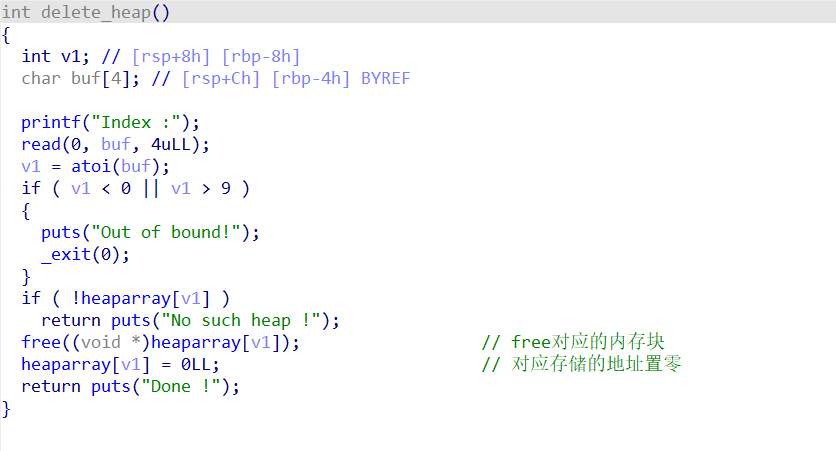 int delete_heap()
{
  int v1; // [rsp+8h] [rbp-8h]
  char buf[4]; // [rsp+Ch] [rbp-4h] BYREF

  printf("Index :");
  read(0, buf, 4uLL);
  v1 = atoi(buf);
  if ( v1 < 0 || v1 > 9 )
  {
    puts("Out of bound!");
    _exit(0);
  }
  if ( !heaparray[v1] )
    return puts("No such heap !");
  free((void *)heaparray[v1]);                // free对应的内存块
  heaparray[v1] = 0LL;                        // 对应存储的地址置零
  return puts("Done !");
}